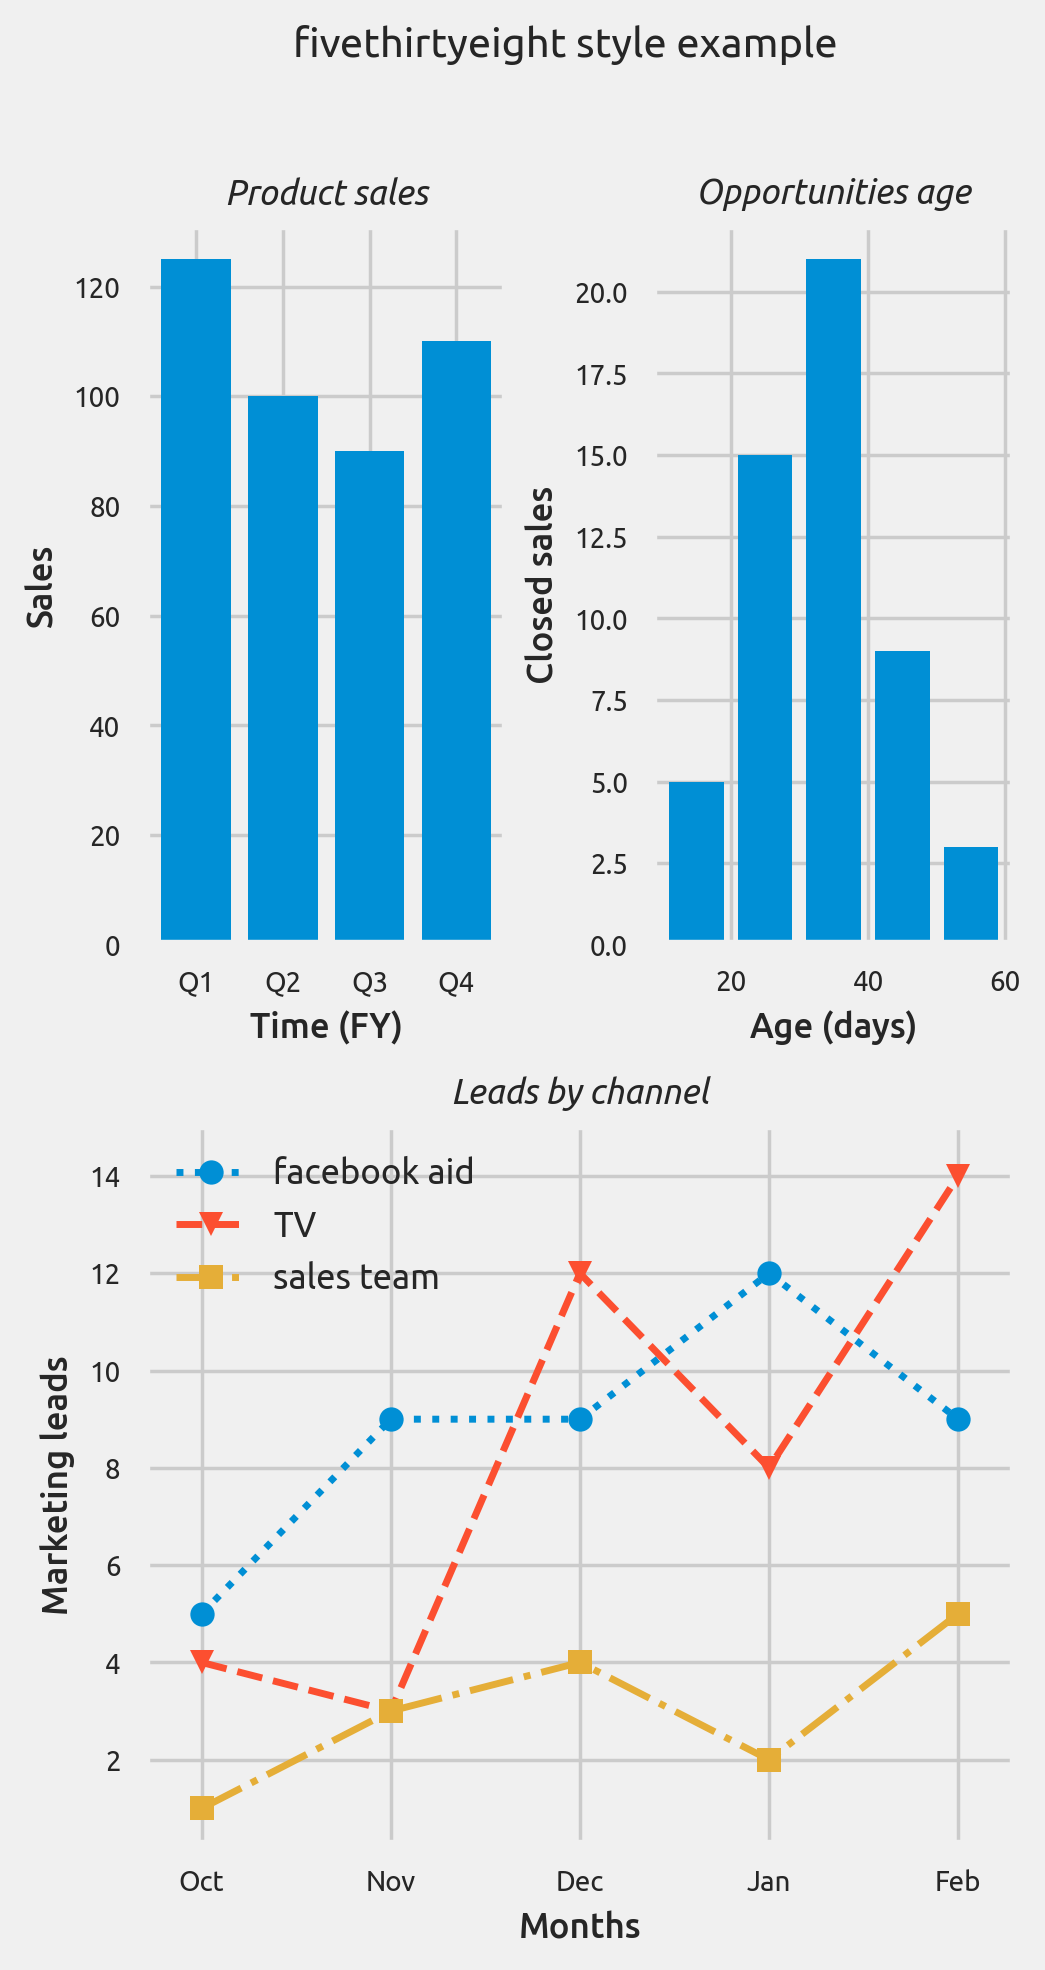 fivethirtyeight style example
Product sales
Sales
120
100
80
60
40
20
0
Q1 Q2 Q3 Q4
Time (FY)
Opportunities age
Closed sales
20.0
17.5
15.0
12.5
10.0
7.5
5.0
2.5
0.0
20 40 60
Age (days)
Leads by channel
facebook aid
TV
sales team
Marketing leads
14
12
10
8
6
4
2
Oct Nov Dec Jan Feb
Months